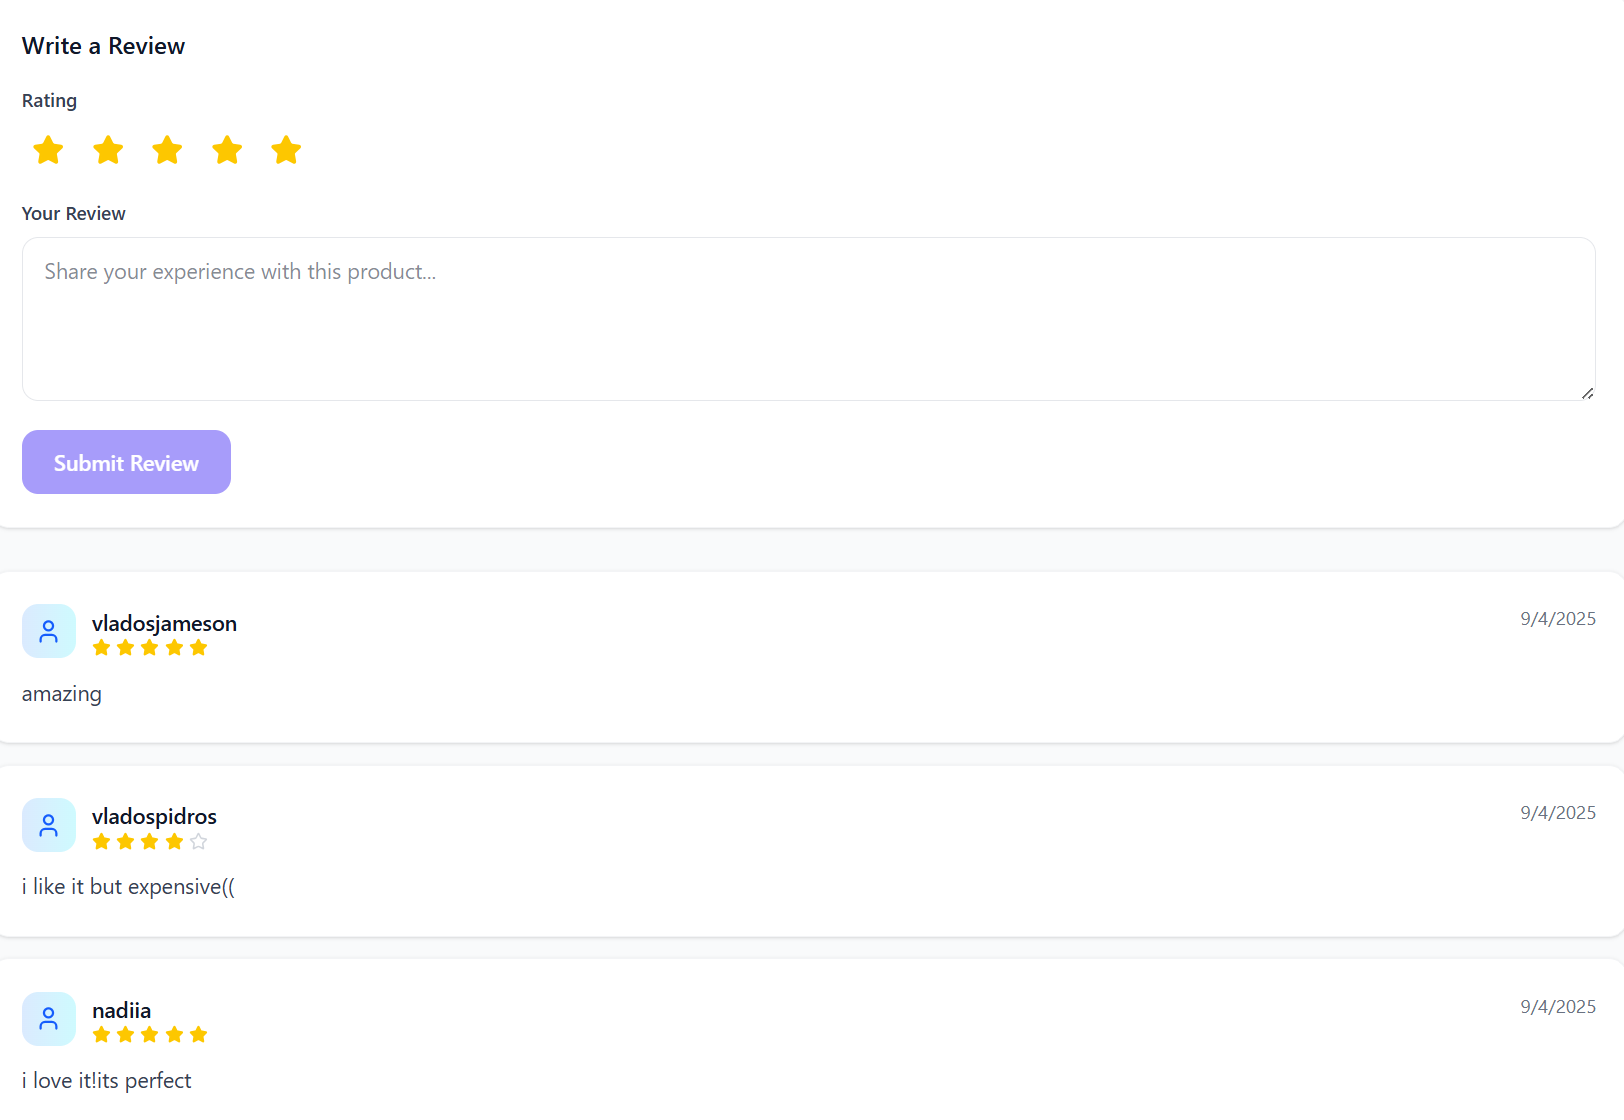 Write a Review
Rating
Your Review
Share your experience with this product...
Submit Review
vladosjameson
9/4/2025
amazing
vladospidros
9/4/2025
i like it but expensive((
nadiia
9/4/2025
i love it!its perfect